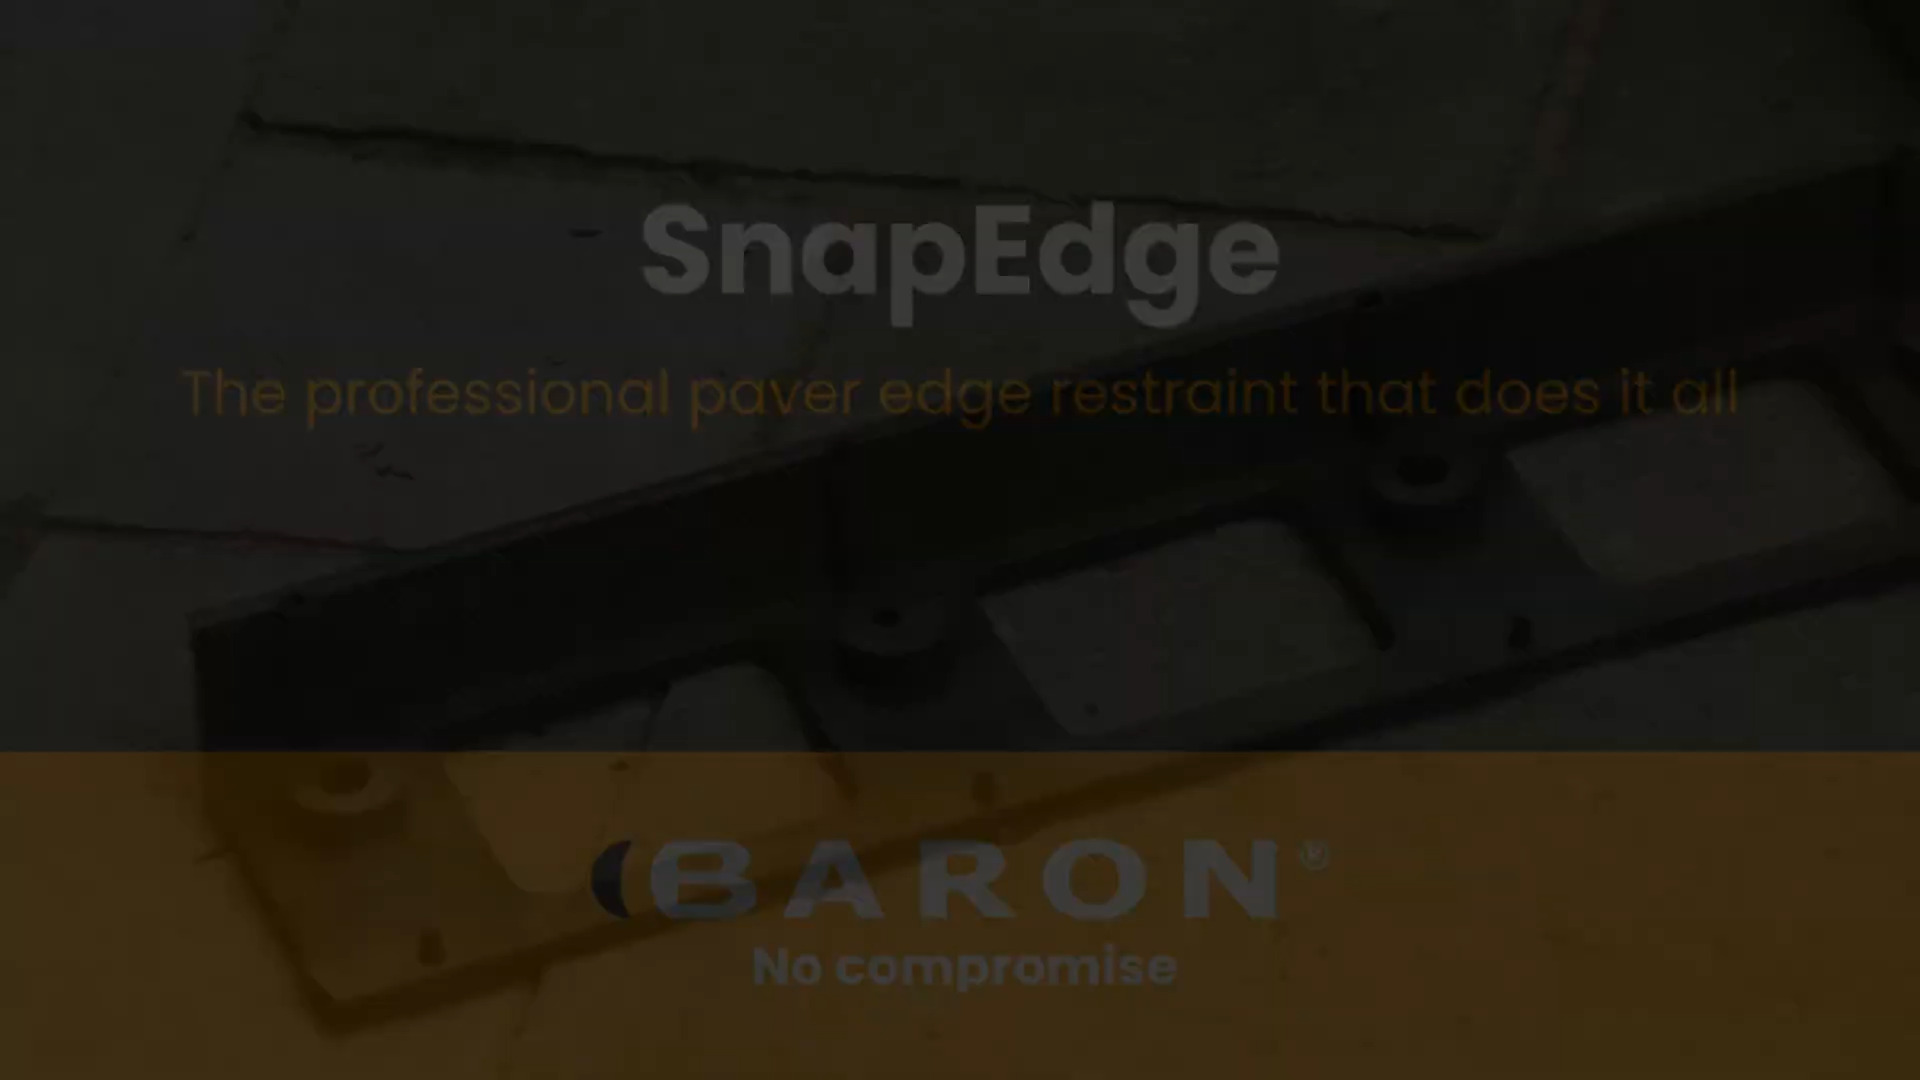 SnapEdge
The professional paver edge restraint that does it all
BARON®
No compromise